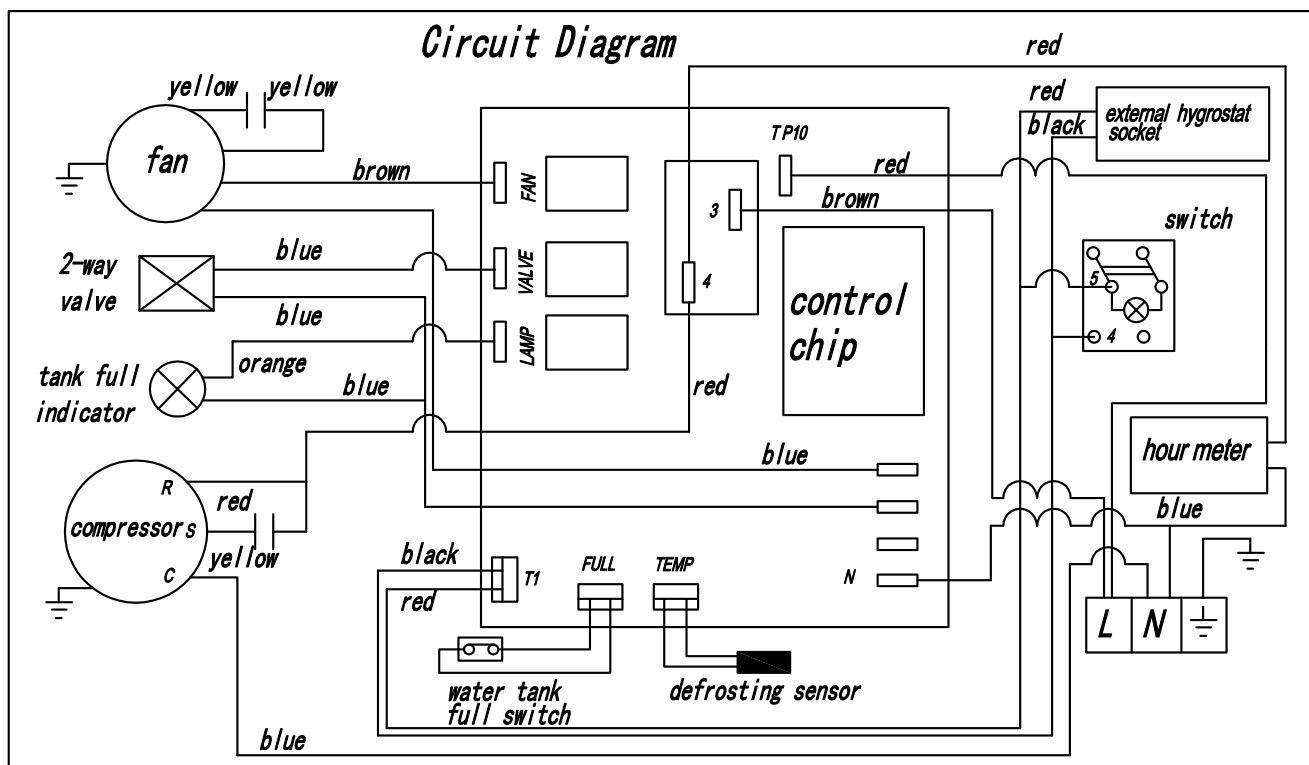 Circuit Diagram
red
yellow yellow
red
black
external hygrostat
socket
TP10
fan
brown
FAN
red
3
brown
switch
2-way
valve
blue
VALVE
4
5
control
chip
blue
LAMP
4
tank full
indicator
orange
blue
red
hour meter
R
red
compressor S
yellow
C
blue
blue
black
red
T1
FULL
TEMP
N
L N
water tank
full switch
defrosting sensor
blue